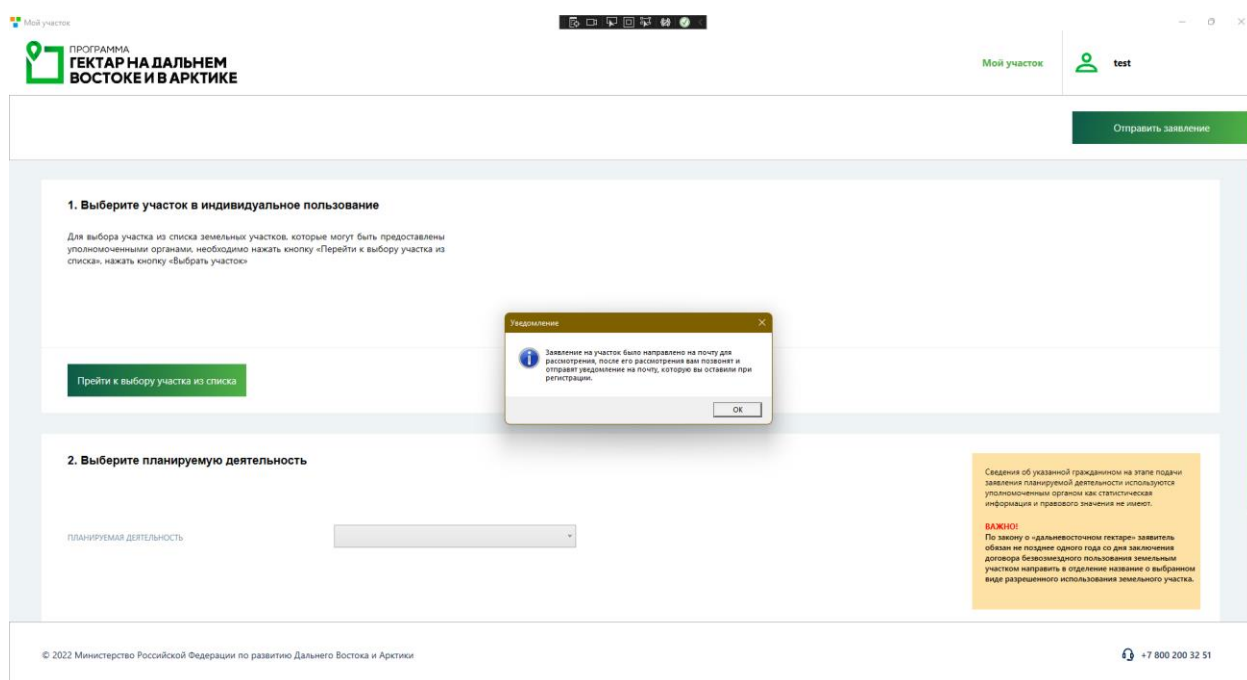 Мой участок
ПРОГРАММА
ГЕКТАР НА ДАЛЬНЕМ
ВОСТОКЕ И В АРКТИКЕ
Мой участок
test
Отправить заявление
1. Выберите участок в индивидуальное пользование
Для выбора участка из списка земельных участков, которые могут быть предоставлены
уполномоченными органами, необходимо нажать кнопку «Перейти к выбору участка из
списка», нажать кнопку «Выбрать участок»
Уведомление
Заявление на участок было направлено на почту для
рассмотрения, после его рассмотрения вам позвонят и
отправят уведомление на почту, которую вы оставили при
регистрации.
OK
Прейти к выбору участка из списка
2. Выберите планируемую деятельность
ПЛАНИРУЕМАЯ ДЕЯТЕЛЬНОСТЬ
Сведения об указанной гражданином на этапе подачи
заявления планируемой деятельности используются
уполномоченным органом как статистическая
информация и правового значения не имеют.
ВАЖНО!
По закону о «дальневосточном гектаре» заявитель
обязан не позднее одного года со дня заключения
договора безвозмездного пользования земельным
участком направить в отделение название о выбранном
виде разрешенного использования земельного участка.
© 2022 Министерство Российской Федерации по развитию Дальнего Востока и Арктики
+7 800 200 32 51